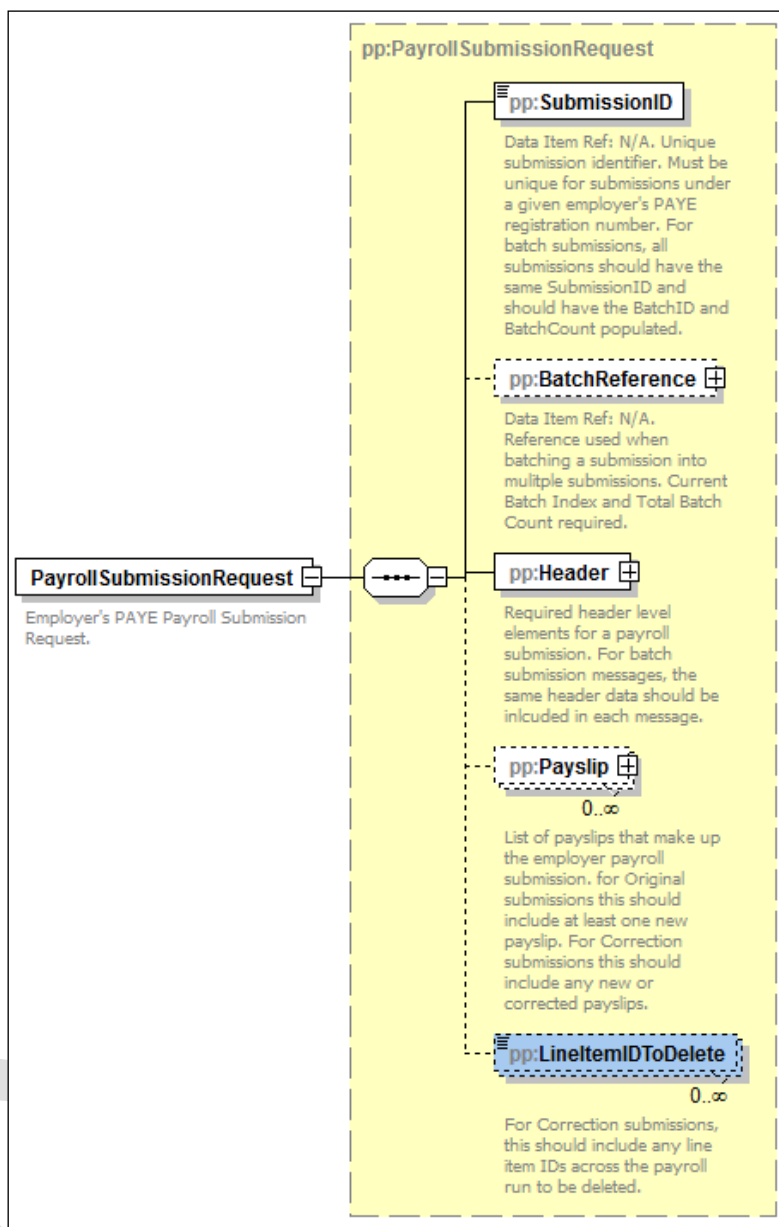 pp:PayrollSubmissionRequest
pp:SubmissionID
Data Item Ref: N/A. Unique
submission identifier. Must be
unique for submissions under
a given employer's PAYE
registration number. For
batch submissions, all
submissions should have the
same SubmissionID and
should have the BatchID and
BatchCount populated.
pp:BatchReference
Data Item Ref: N/A.
Reference used when
batching a submission into
mulitple submissions. Current
Batch Index and Total Batch
Count required.
PayrollSubmissionRequest
Employer's PAYE Payroll Submission
Request.
pp:Header
Required header level
elements for a payroll
submission. For batch
submission messages, the
same header data should be
inlcuded in each message.
pp:Payslip
0..∞
List of payslips that make up
the employer payroll
submission. for Original
submissions this should
include at least one new
payslip. For Correction
submissions this should
include any new or
corrected payslips.
pp:LineItemIDToDelete
0..∞
For Correction submissions,
this should include any line
item IDs across the payroll
run to be deleted.